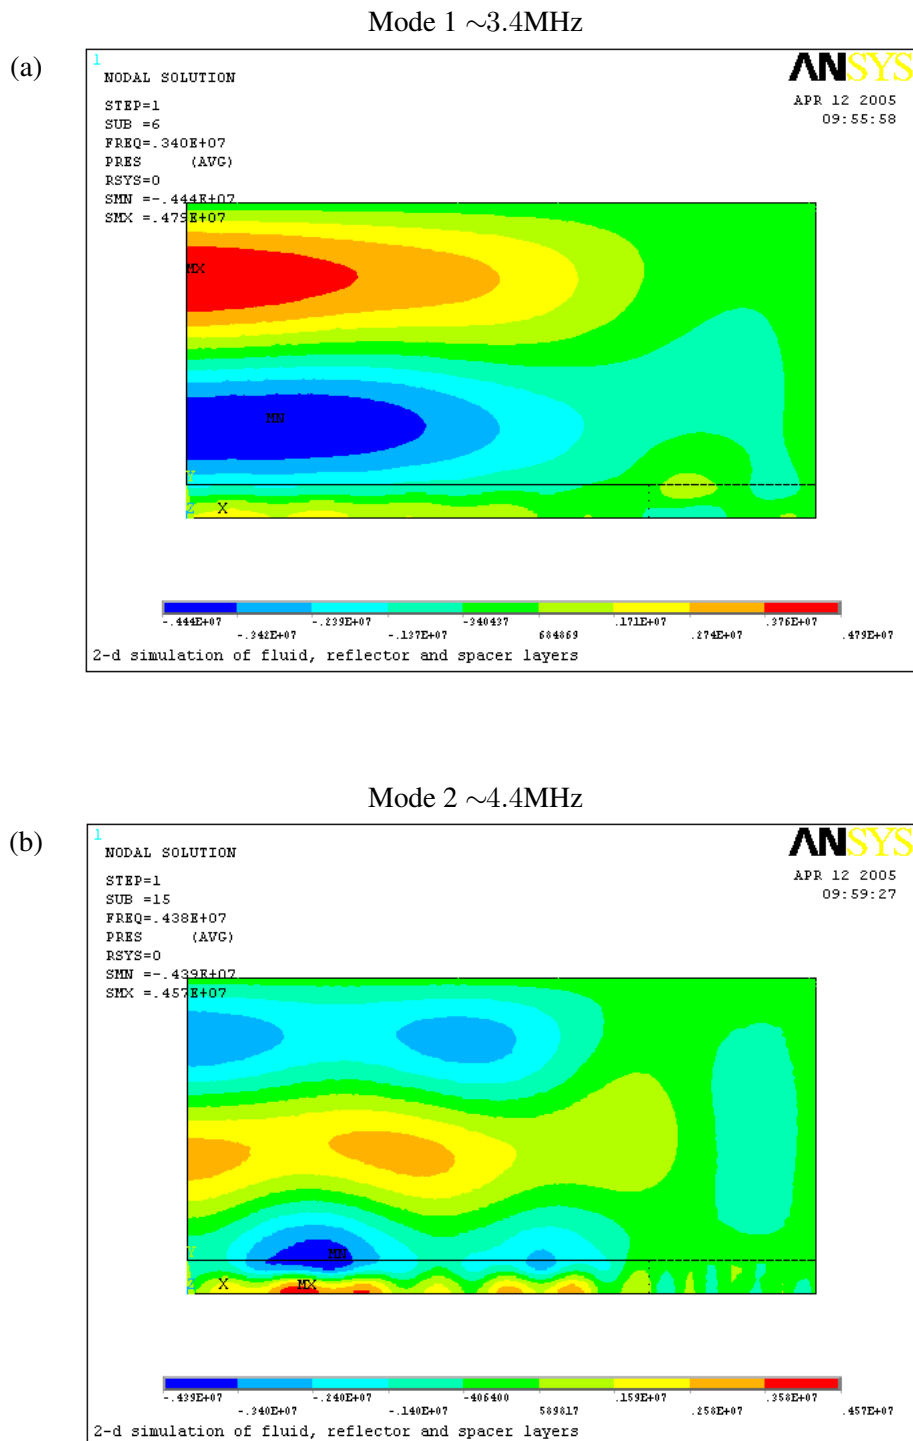 Mode 1 ~3.4MHz
(a)
1
NODAL SOLUTION
ANSYS
STEP=1
APR 12 2005
SUB =6
09:55:58
FREQ=.340E+07
PRES (AVG)
RSYS=0
SMN =-.444E+07
SMX =.479E+07
MX
MN
Y
Z X
-.444E+07 -.239E+07 -340437 .171E+07 .376E+07
-.342E+07 -.137E+07 684869 .274E+07 .479E+07
2-d simulation of fluid, reflector and spacer layers
Mode 2 ~4.4MHz
(b)
1
NODAL SOLUTION
ANSYS
STEP=1
APR 12 2005
SUB =15
09:59:27
FREQ=.438E+07
PRES (AVG)
RSYS=0
SMN =-.439E+07
SMX =.457E+07
MN
Y
Z X MX
-.439E+07 -.240E+07 -406400 .159E+07 .358E+07
-.340E+07 -.140E+07 589817 .258E+07 .457E+07
2-d simulation of fluid, reflector and spacer layers